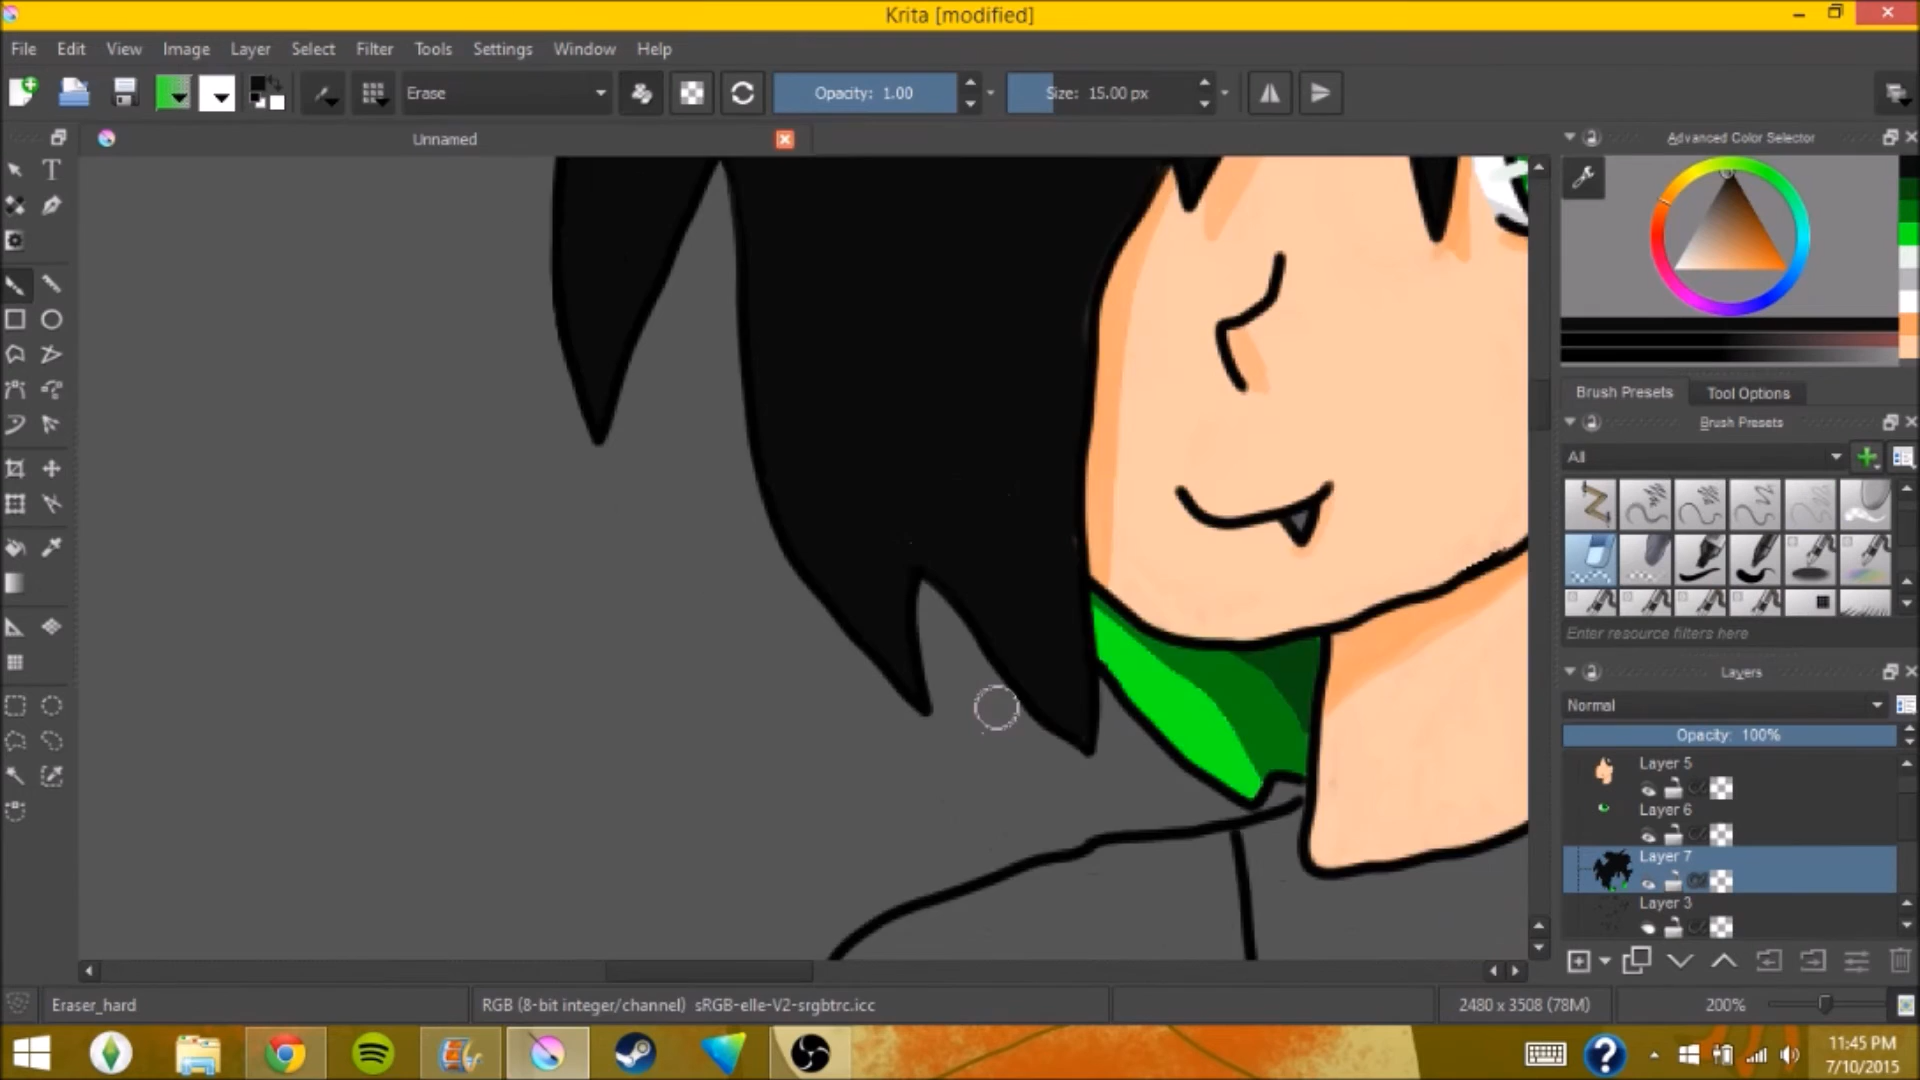 Krita [modified]
File Edit View Image Layer Select Filter Tools Settings Window Help
Erase Opacity: 1.00 Size: 15.00 px
Unnamed
T
Advanced Color Selector
Brush Presets Tool Options
Brush Presets
All
Enter resource filters here
Layers
Normal
Opacity: 100%
Layer 5
Layer 6
Layer 7
Layer 3
Eraser_hard RGB (8-bit integer/channel) sRGB-elle-V2-srgbtrc.icc 2480 x 3508 (78M) 200%
11:45 PM
7/10/2015